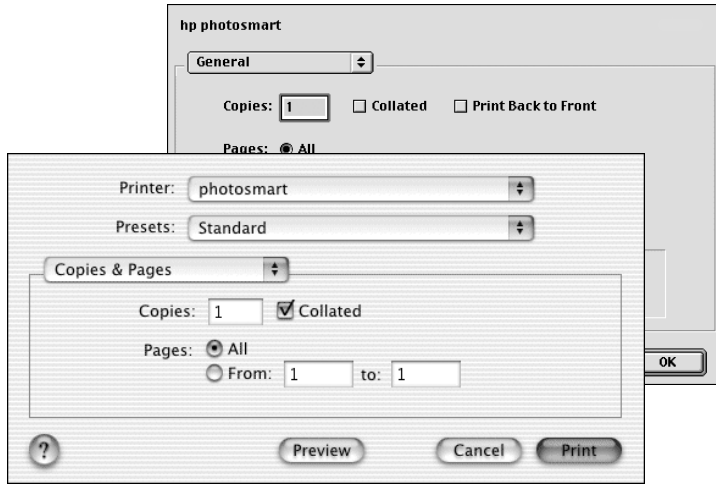 hp photosmart
General
Copies: 1 Collated Print Back to Front
Pages: All
OK
Printer: photosmart
Presets: Standard
Copies & Pages
Copies: 1 Collated
Pages: All
From: 1 to: 1
? Preview Cancel Print